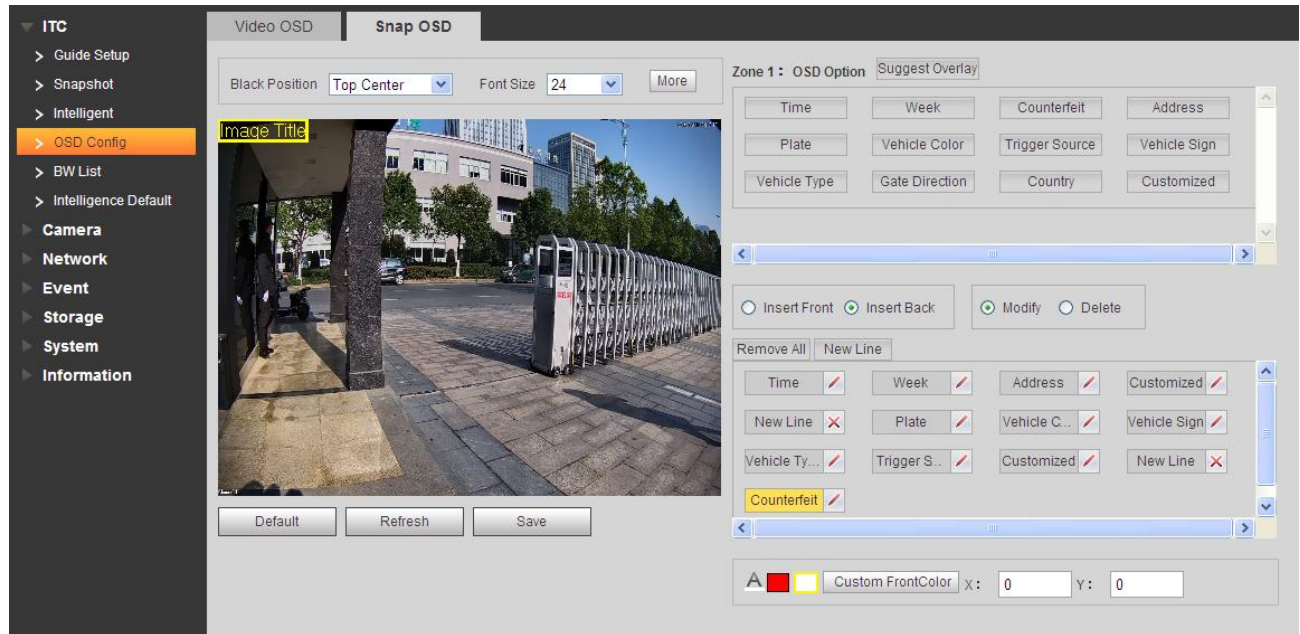 ITC
Guide Setup
Snapshot
Intelligent
OSD Config
BW List
Intelligence Default
Camera
Network
Event
Storage
System
Information
Video OSD Snap OSD
Black Position Top Center Font Size 24 More
Image Title
Default Refresh Save
Zone 1: OSD Option Suggest Overlay
Time Week Counterfeit Address
Plate Vehicle Color Trigger Source Vehicle Sign
Vehicle Type Gate Direction Country Customized
Insert Front Insert Back Modify Delete
Remove All New Line
Time Week Address Customized
New Line Plate Vehicle C... Vehicle Sign
Vehicle Ty... Trigger S... Customized New Line
Counterfeit
A Custom FrontColor X: 0 Y: 0